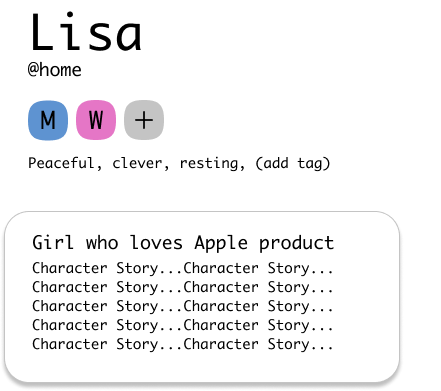 Lisa
@home
M W +
Peaceful, clever, resting, (add tag)
Girl who loves Apple product
Character Story...Character Story...
Character Story...Character Story...
Character Story...Character Story...
Character Story...Character Story...
Character Story...Character Story...